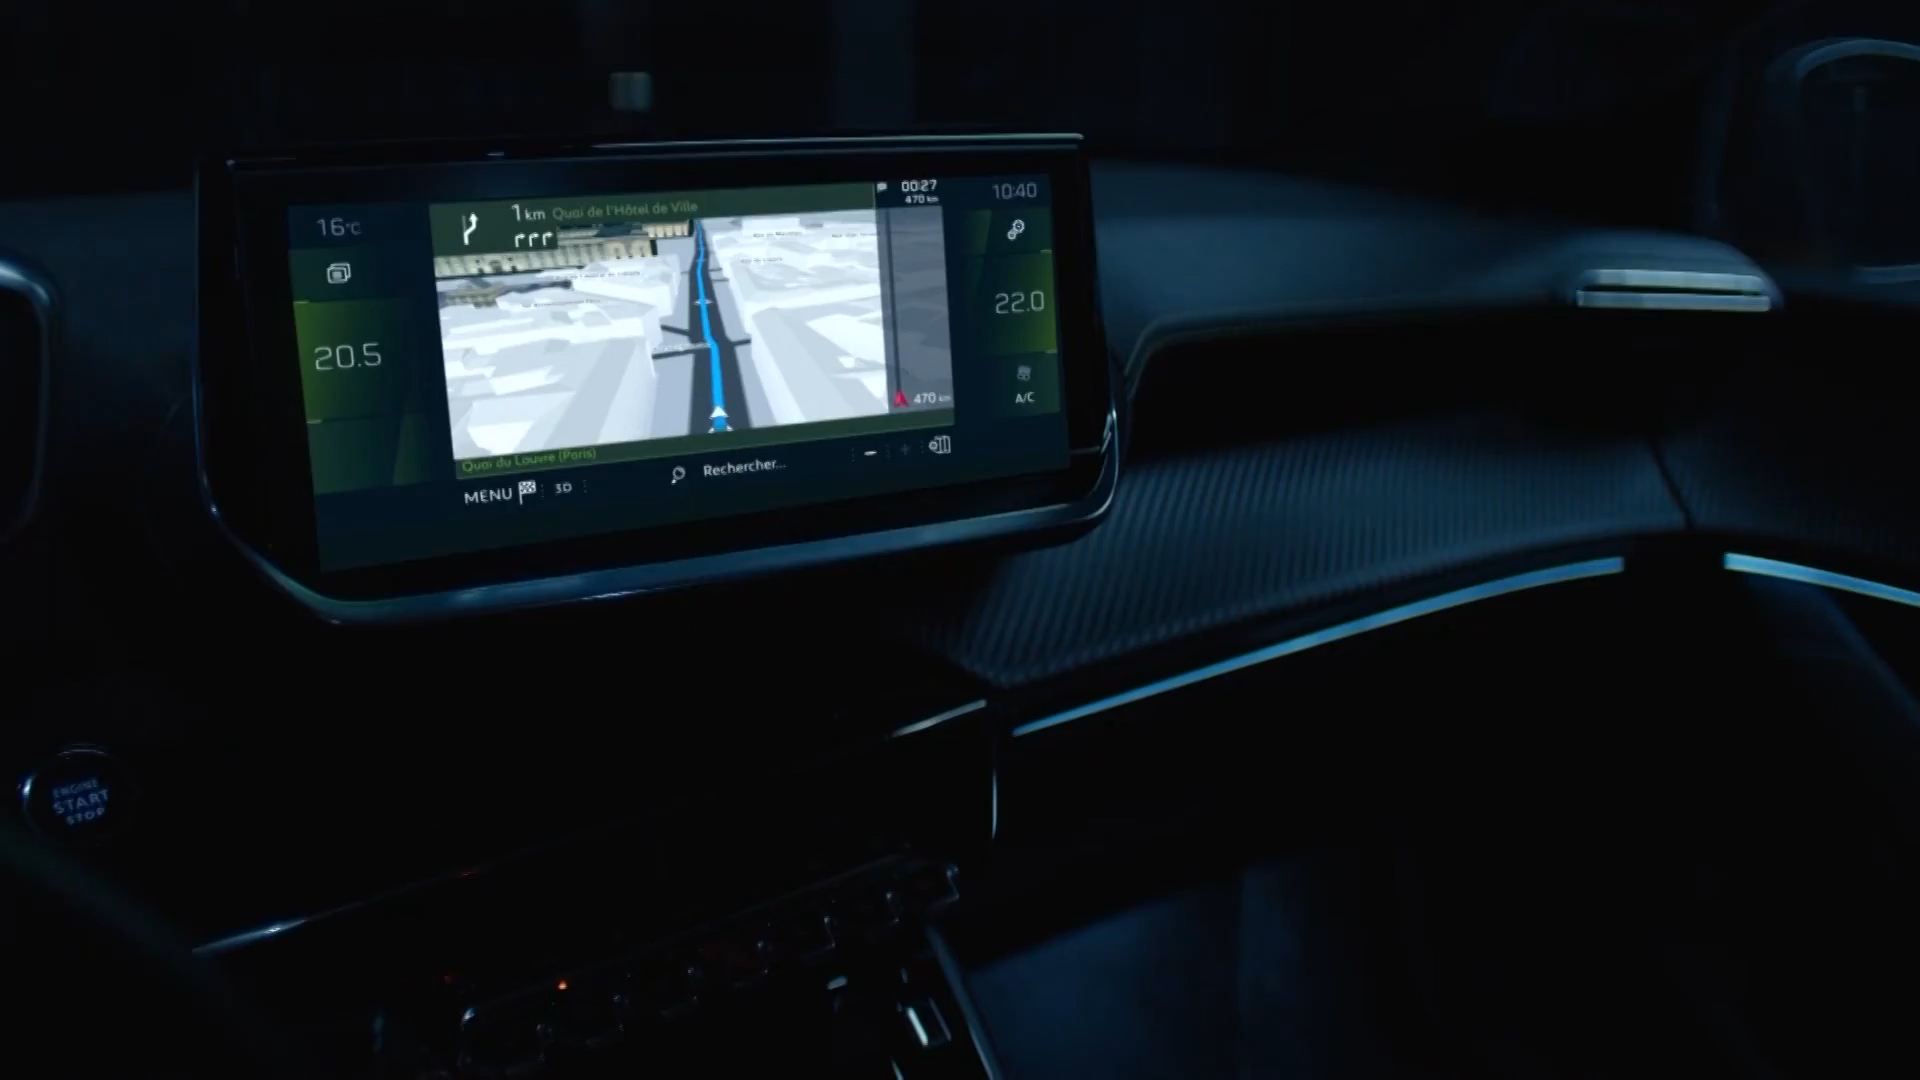 16°C
1 km Quai de l'Hôtel de Ville
00:27
470 km
10:40
20.5
22.0
A/C
470 km
Quai du Louvre (Paris)
MENU
3D
Rechercher...
ENGINE
START
STOP